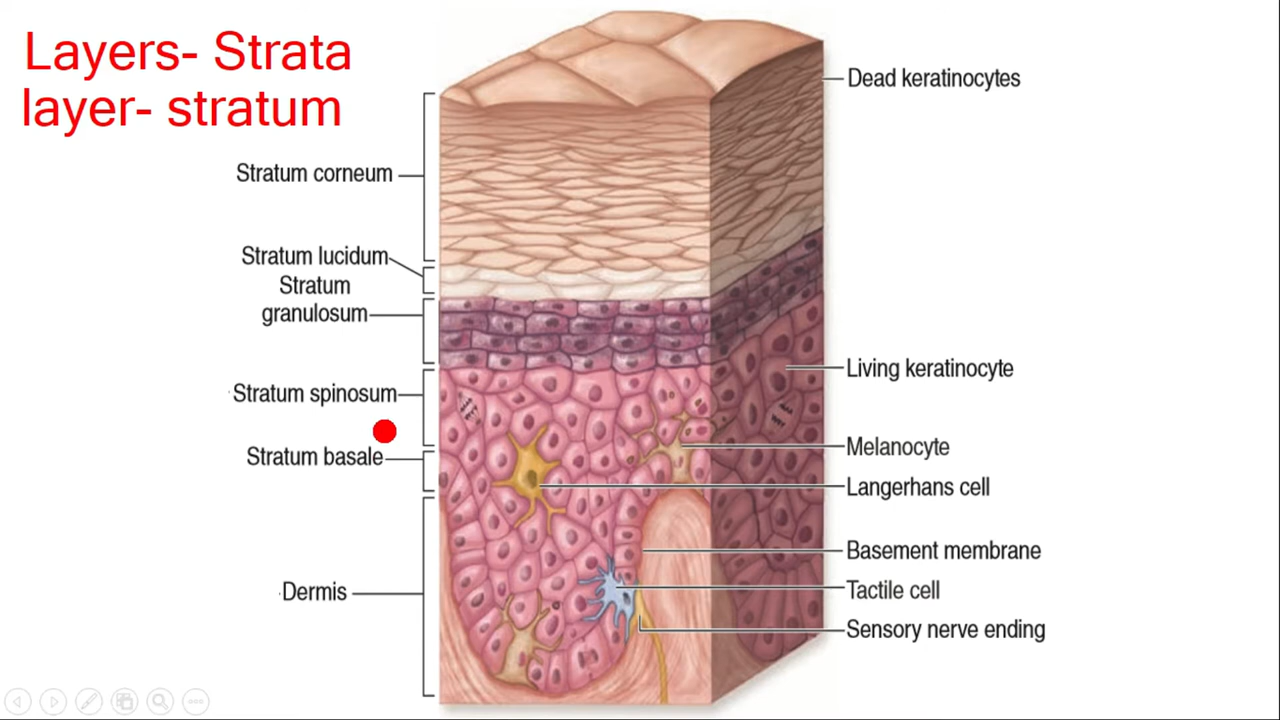 Layers- Strata
layer- stratum
Stratum corneum
Stratum lucidum
Stratum
granulosum
Stratum spinosum
Stratum basale
Dermis
Dead keratinocytes
Living keratinocyte
Melanocyte
Langerhans cell
Basement membrane
Tactile cell
Sensory nerve ending